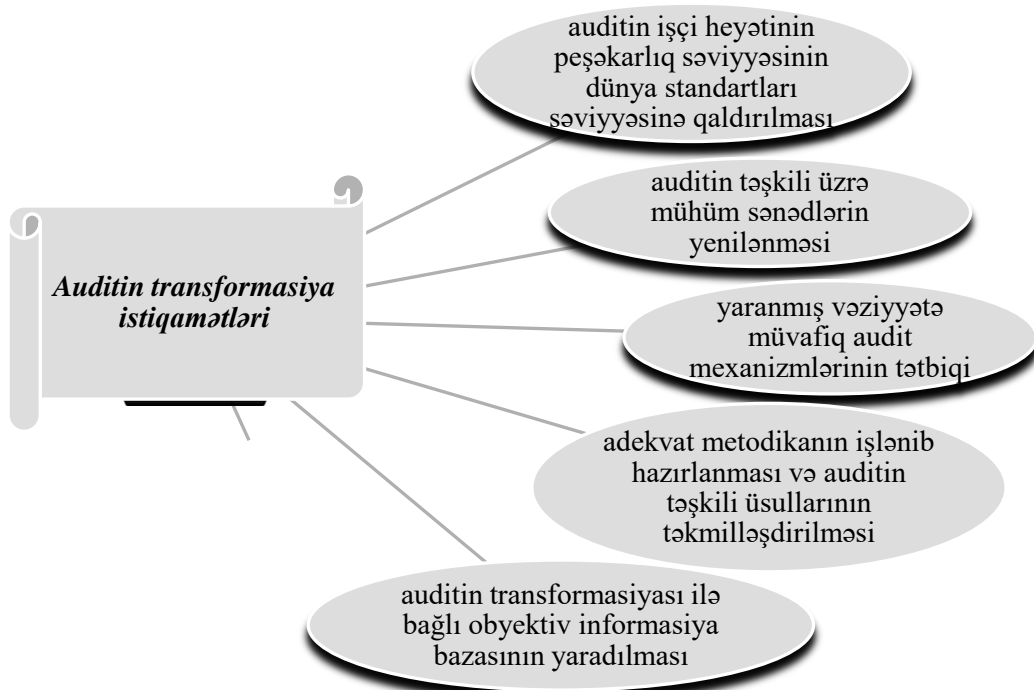 auditin işçi heyətinin
peşəkarlıq səviyyəsinin
dünya standartları
səviyyəsinə qaldırılması
auditin təşkili üzrə
mühüm sənədlərin
yenilənməsi
Auditin transformasiya
istiqamətləri
yaranmış vəziyyətə
müvafiq audit
mexanizmlərinin tətbiqi
adekvat metodikanın işlənib
hazırlanması və auditin
təşkili üsullarının
təkmilləşdirilməsi
auditin transformasiyası ilə
bağlı obyektiv informasiya
bazasının yaradılması